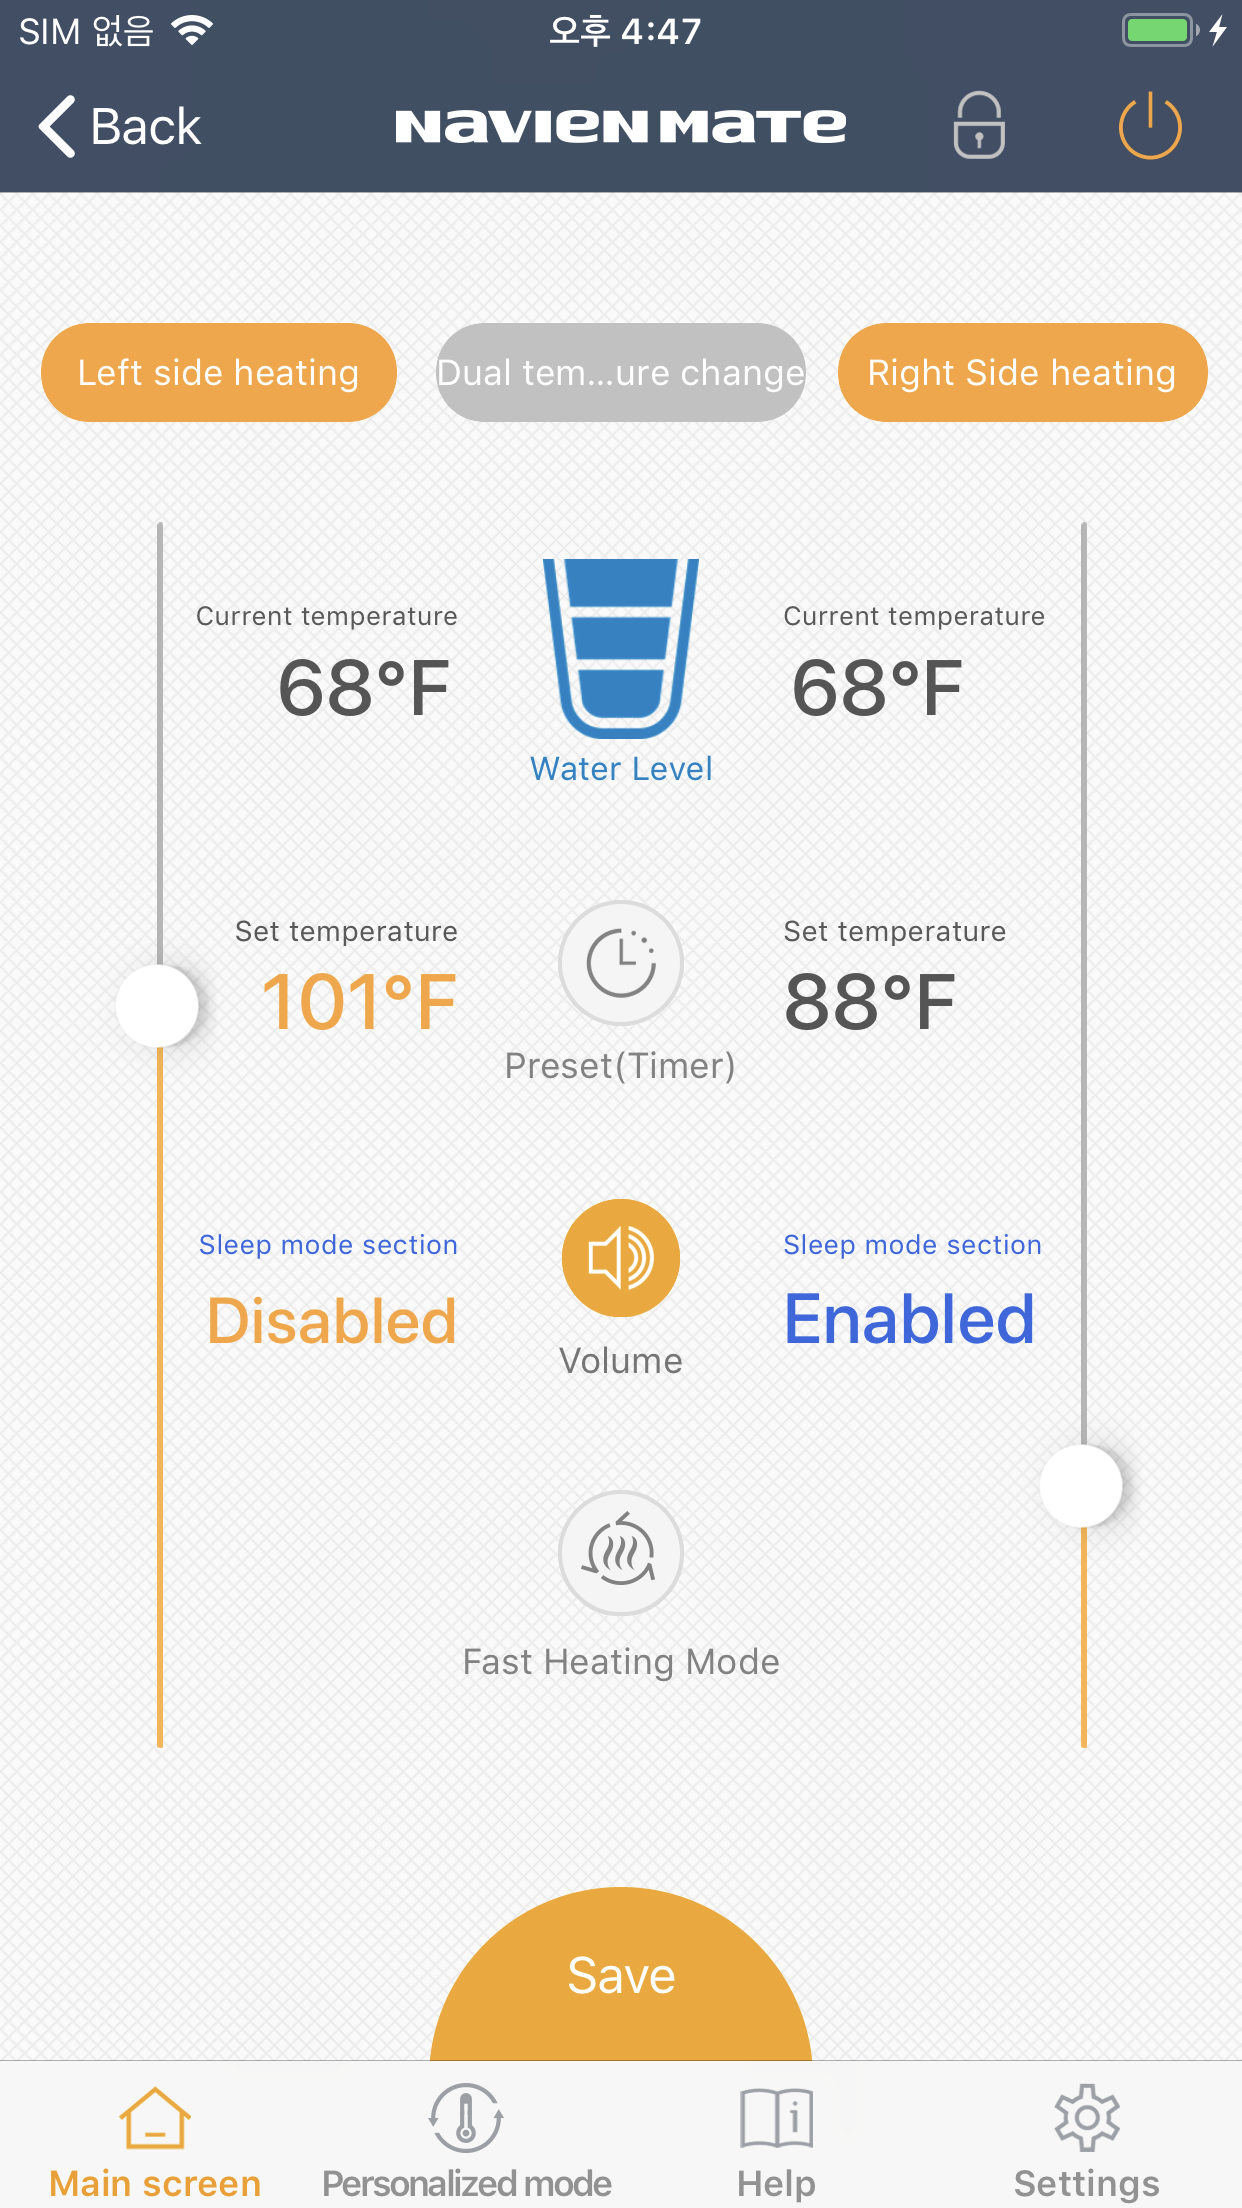 SIM 없음
오후 4:47
Back
NAVIEN MATE
Left side heating
Dual tem...ure change
Right Side heating
Current temperature
68°F
Water Level
Current temperature
68°F
Set temperature
101°F
Preset(Timer)
Set temperature
88°F
Sleep mode section
Disabled
Volume
Sleep mode section
Enabled
Fast Heating Mode
Save
Main screen
Personalized mode
Help
Settings